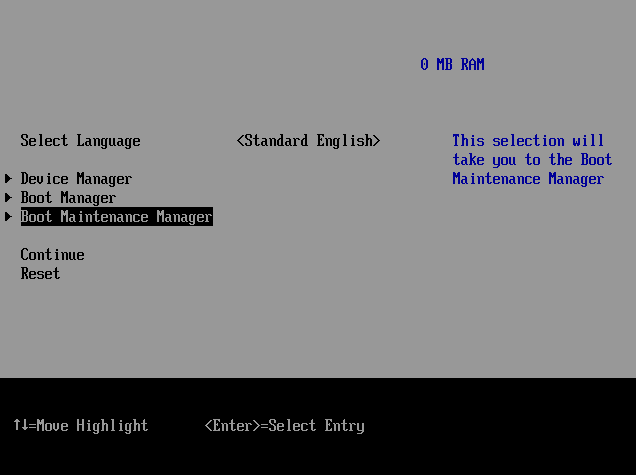 0 MB RAM
Select Language <Standard English> This selection will
take you to the Boot
Device Manager Maintenance Manager
Boot Manager
Boot Maintenance Manager
Continue
Reset
↑↓=Move Highlight <Enter>=Select Entry